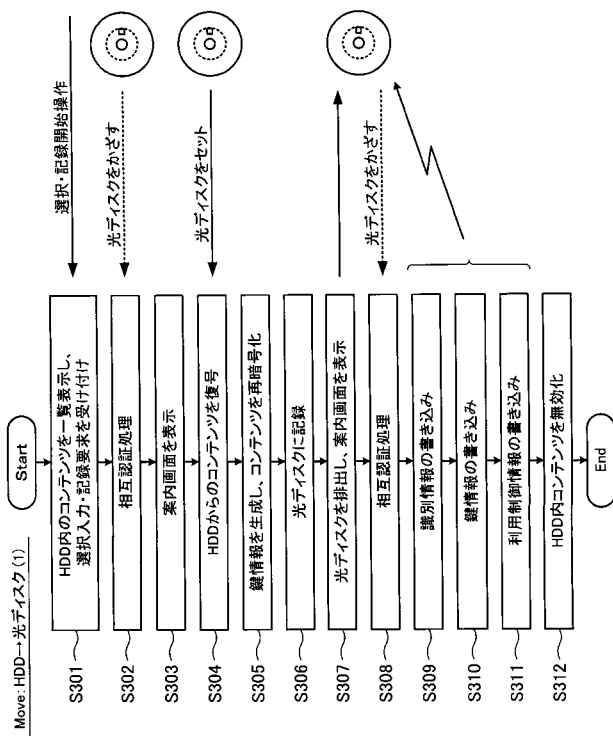 Move: HDD→光ディスク(1)
Start
S301
HDD内のコンテンツを一覧表示し、
選択入力・記録要求を受け付け
選択・記録開始操作
S302
相互認証処理
光ディスクをかざす
S303
案内画面を表示
S304
HDDからのコンテンツを復号
光ディスクをセット
S305
鍵情報を生成し、コンテンツを再暗号化
S306
光ディスクに記録
S307
光ディスクを排出し、案内画面を表示
S308
相互認証処理
光ディスクをかざす
S309
識別情報の書き込み
S310
鍵情報の書き込み
S311
利用制御情報の書き込み
S312
HDD内コンテンツを無効化
End